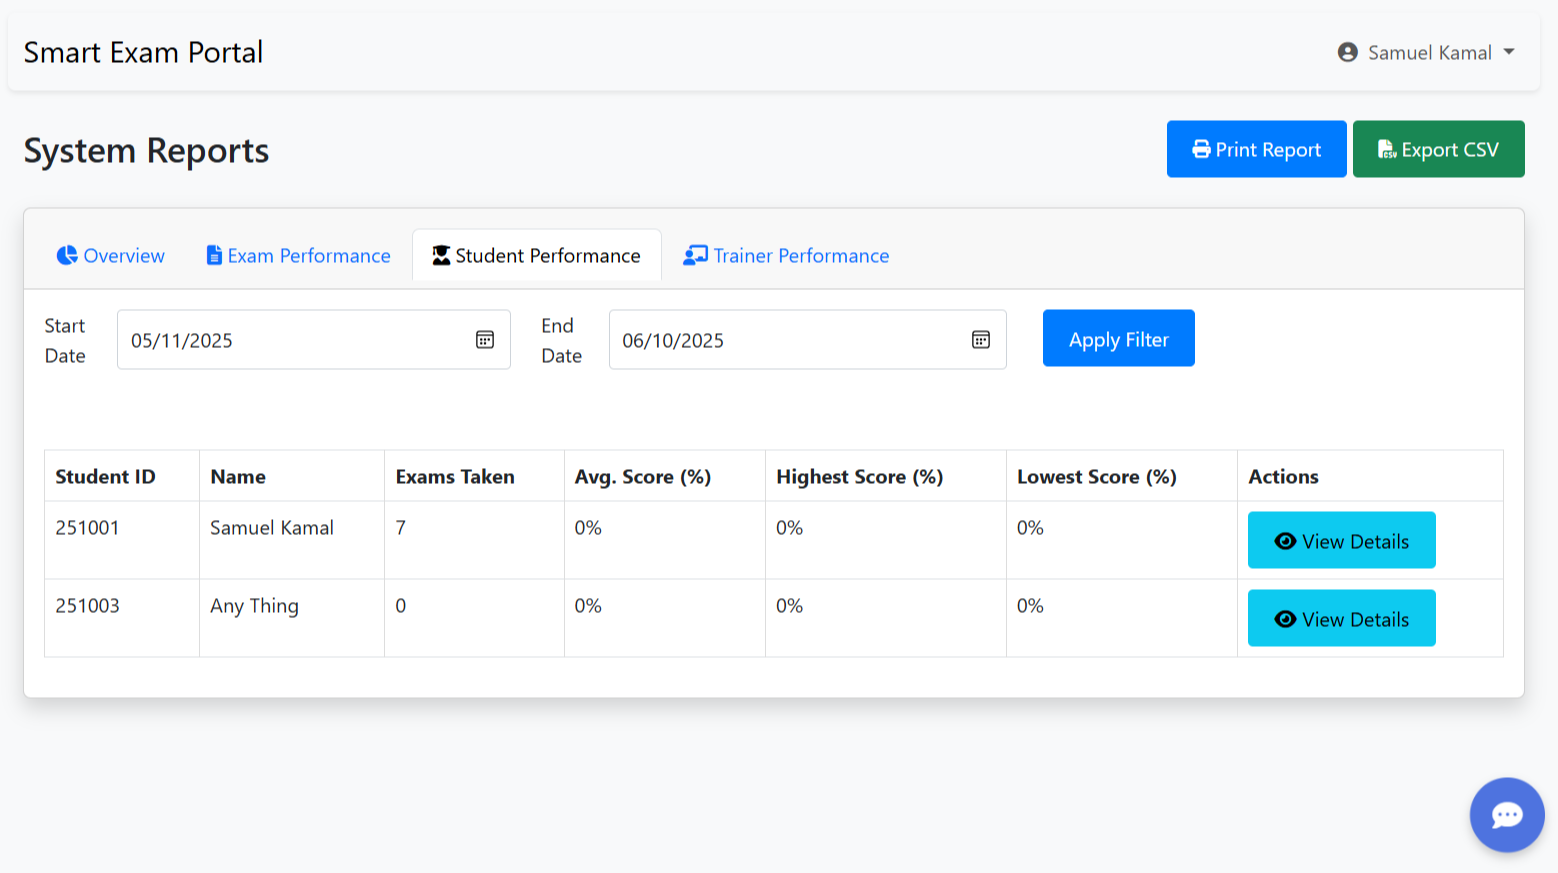 Smart Exam Portal
Samuel Kamal
System Reports
Print Report
Export CSV
Overview
Exam Performance
Student Performance
Trainer Performance
Start
Date
05/11/2025
End
Date
06/10/2025
Apply Filter
Student ID Name Exams Taken Avg. Score (%) Highest Score (%) Lowest Score (%) Actions
251001 Samuel Kamal 7 0% 0% 0% View Details
251003 Any Thing 0 0% 0% 0% View Details